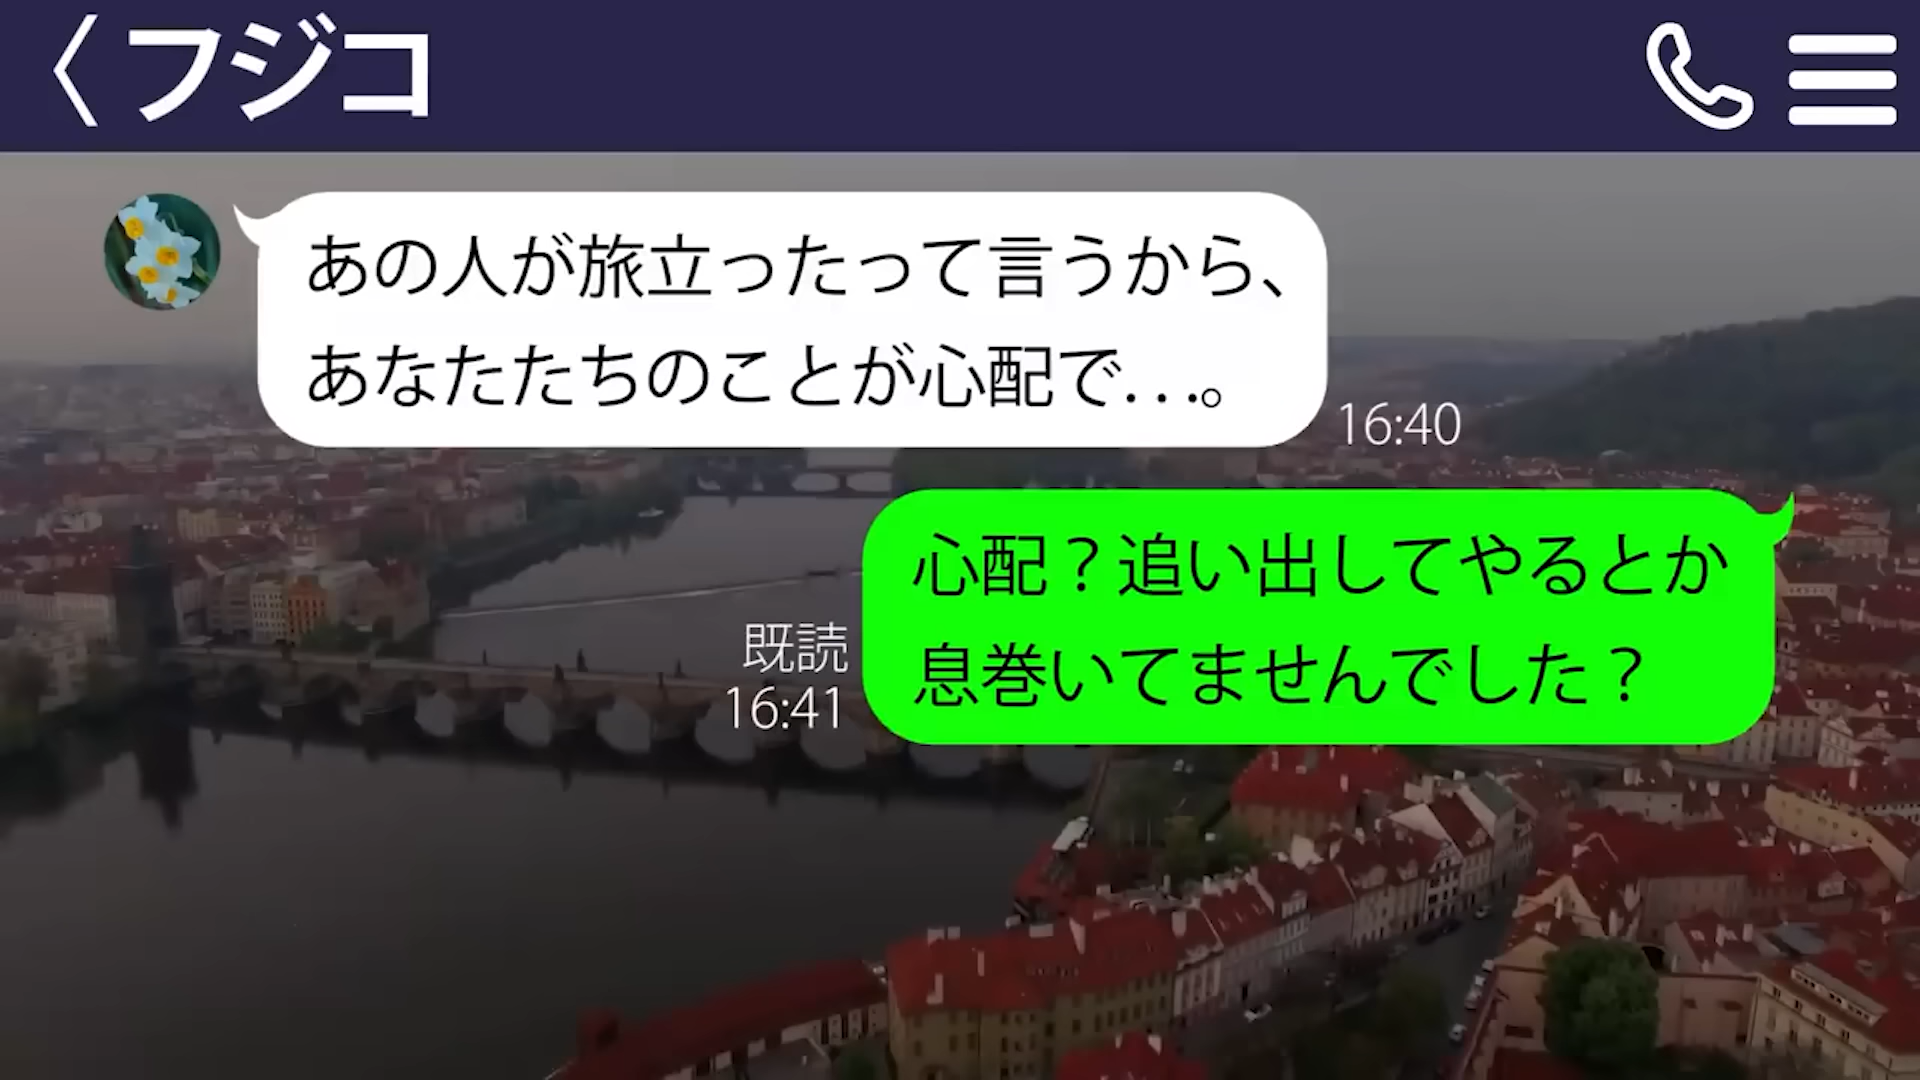 フジコ
あの人が旅立ったって言うから、
あなたたちのことが心配で...。
16:40
心配？追い出してやるとか
息巻いてませんでした？
既読
16:41